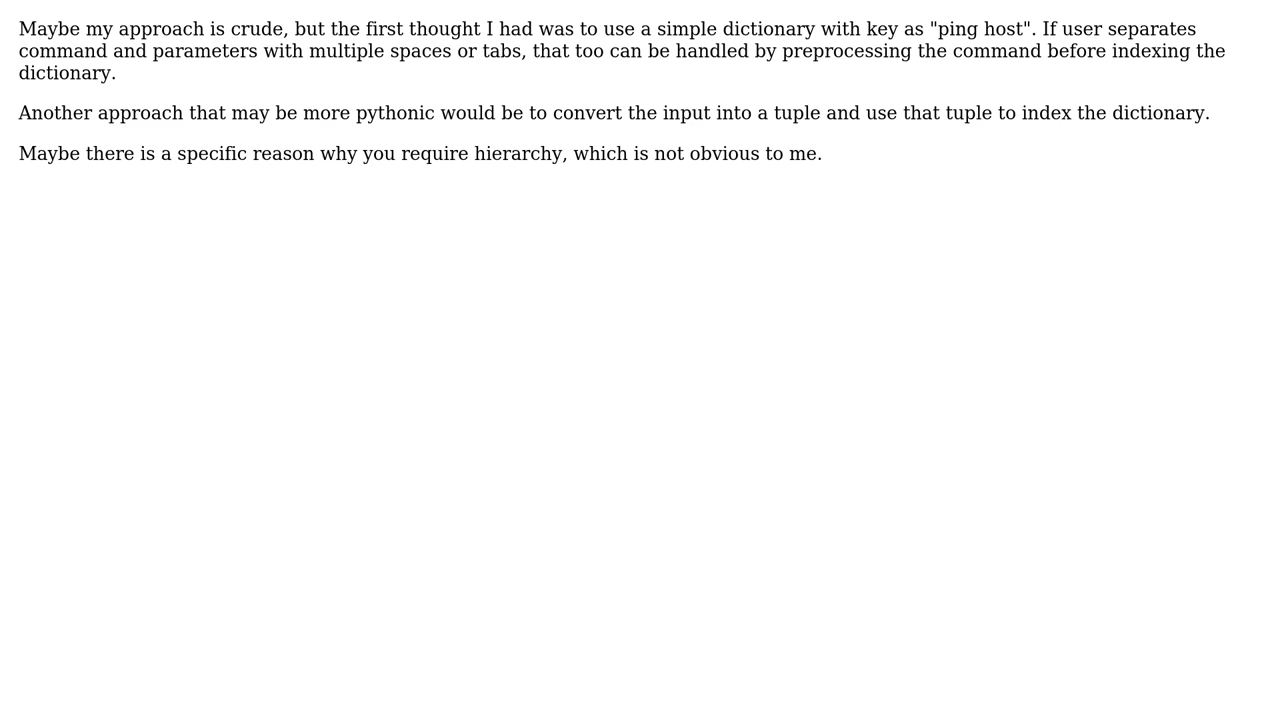 Maybe my approach is crude, but the first thought I had was to use a simple dictionary with key as "ping host". If user separates
command and parameters with multiple spaces or tabs, that too can be handled by preprocessing the command before indexing the
dictionary.
Another approach that may be more pythonic would be to convert the input into a tuple and use that tuple to index the dictionary.
Maybe there is a specific reason why you require hierarchy, which is not obvious to me.